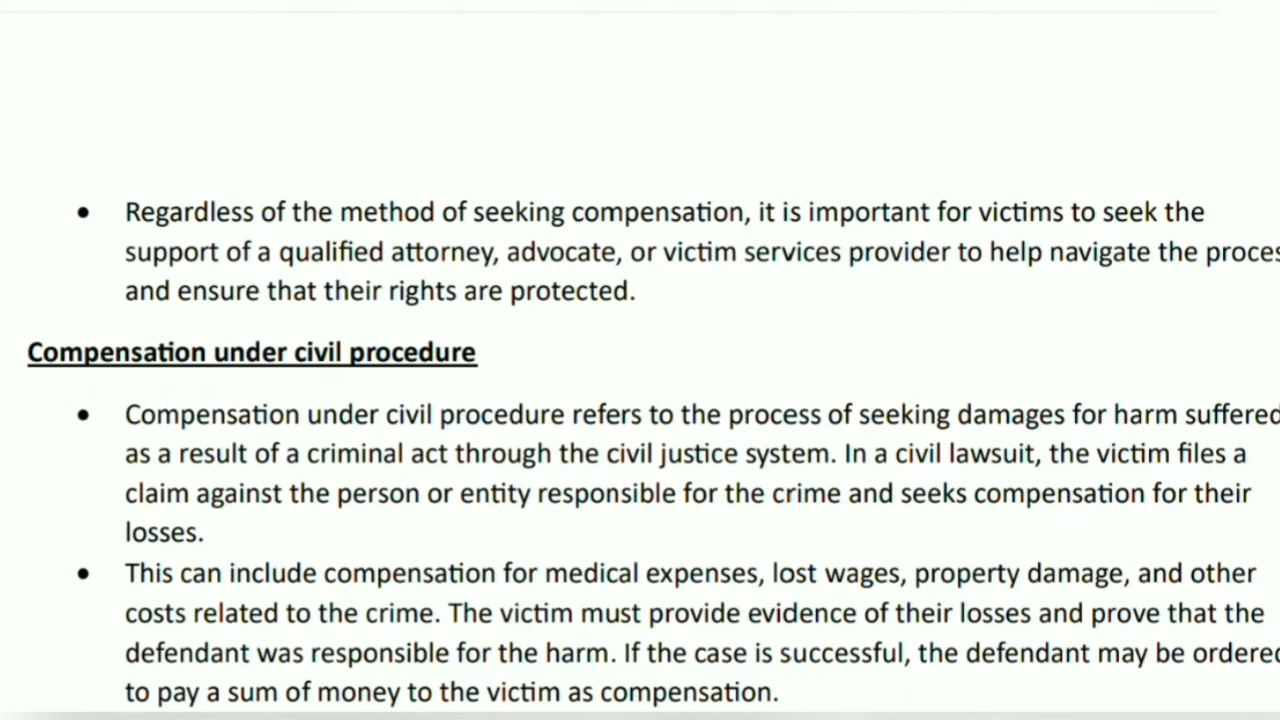 • Regardless of the method of seeking compensation, it is important for victims to seek the
support of a qualified attorney, advocate, or victim services provider to help navigate the proces
and ensure that their rights are protected.
Compensation under civil procedure
• Compensation under civil procedure refers to the process of seeking damages for harm suffered
as a result of a criminal act through the civil justice system. In a civil lawsuit, the victim files a
claim against the person or entity responsible for the crime and seeks compensation for their
losses.
• This can include compensation for medical expenses, lost wages, property damage, and other
costs related to the crime. The victim must provide evidence of their losses and prove that the
defendant was responsible for the harm. If the case is successful, the defendant may be ordered
to pay a sum of money to the victim as compensation.